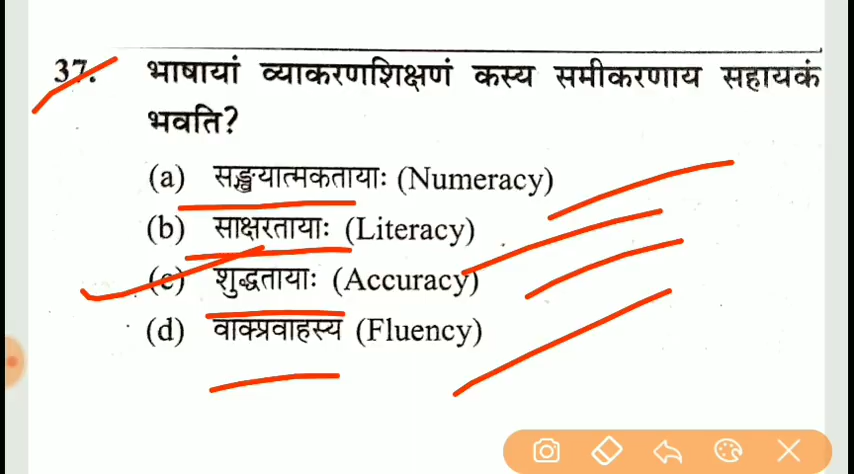 37. भाषायां व्याकरणशिक्षणं कस्य समीकरणाय सहायकं
भवति?
(a) सङ्ख्यात्मकतायाः (Numeracy)
(b) साक्षरतायाः (Literacy)
(c) शुद्धतायाः (Accuracy)
(d) वाक्प्रवाहस्य (Fluency)